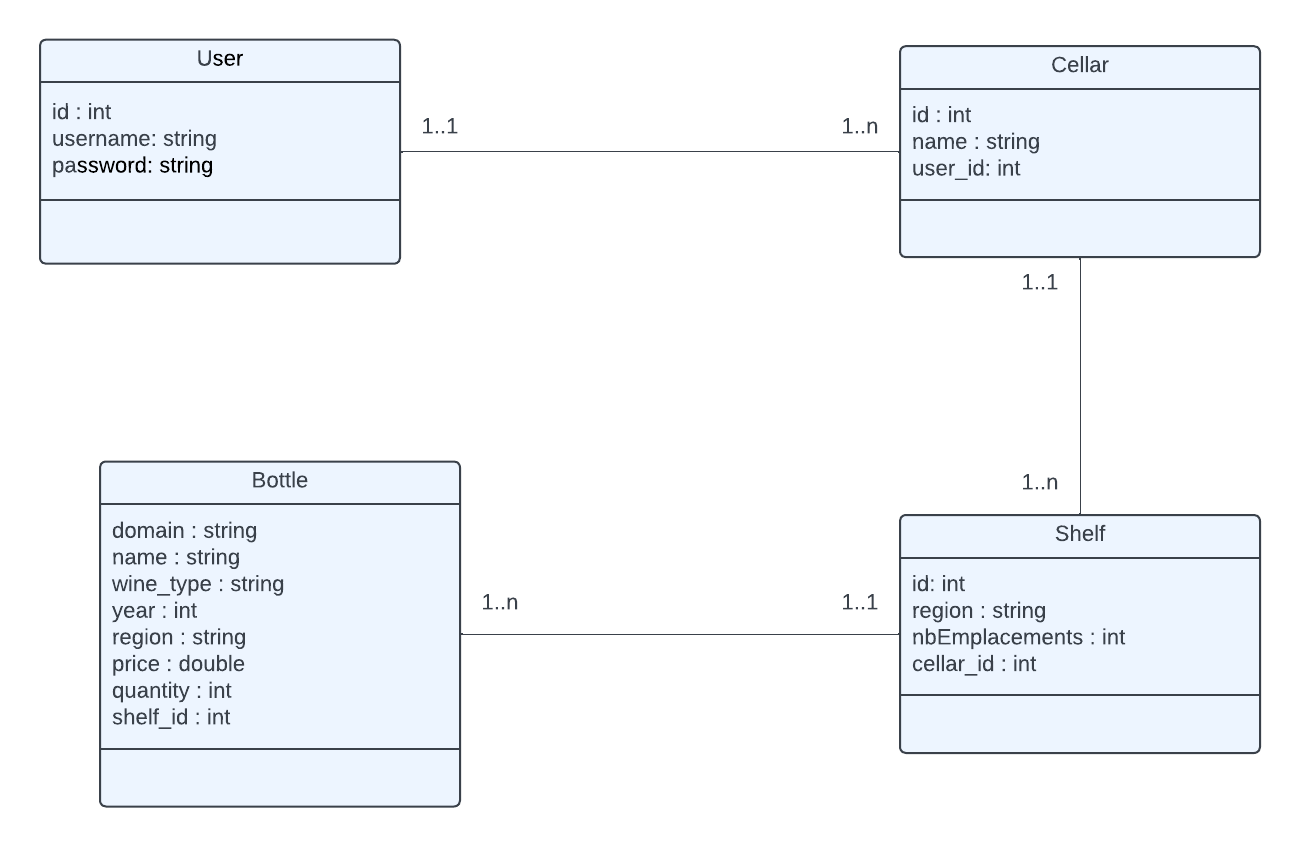 User
id : int
username: string
password: string
1..1
1..n
Cellar
id : int
name : string
user_id: int
1..1
1..n
Bottle
domain : string
name : string
wine_type : string
year : int
region : string
price : double
quantity : int
shelf_id : int
1..n
1..1
Shelf
id: int
region : string
nbEmplacements : int
cellar_id : int